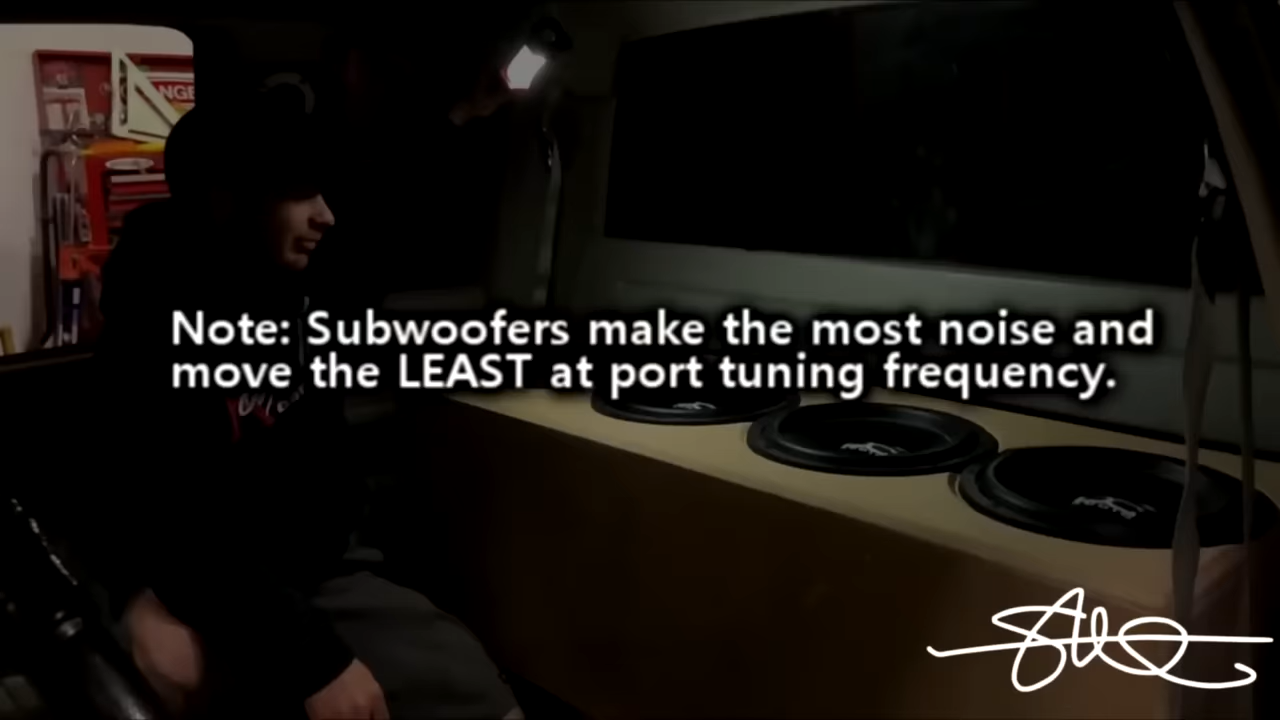 Note: Subwoofers make the most noise and
move the LEAST at port tuning frequency.